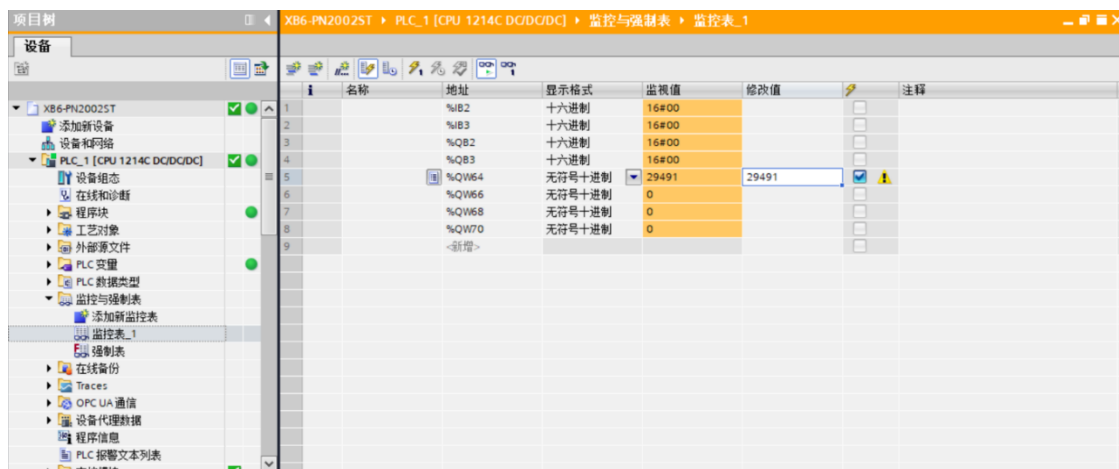 项目树
XB6-PN2002ST ▸ PLC_1 [CPU 1214C DC/DC/DC] ▸ 监控与强制表 ▸ 监控表_1
设备
i 名称 地址 显示格式 监视值 修改值 注释
1 %IB2 十六进制 16#00
2 %IB3 十六进制 16#00
3 %QB2 十六进制 16#00
4 %QB3 十六进制 16#00
5 %QW64 无符号十进制 29491 29491
6 %QW66 无符号十进制 0
7 %QW68 无符号十进制 0
8 %QW70 无符号十进制 0
9 <新增>
XB6-PN2002ST
添加新设备
设备和网络
PLC_1 [CPU 1214C DC/DC/DC]
设备组态
在线和诊断
程序块
工艺对象
外部源文件
PLC 变量
PLC 数据类型
监控与强制表
添加新监控表
监控表_1
强制表
在线备份
Traces
OPC UA 通信
设备代理数据
程序信息
PLC 报警文本列表